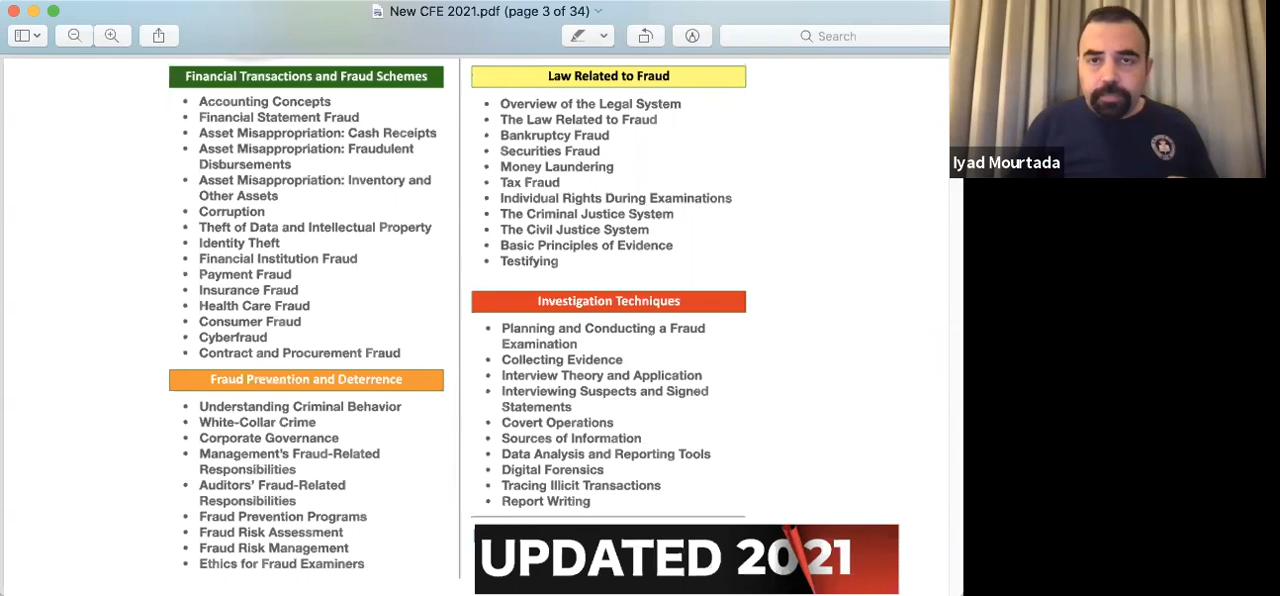 New CFE 2021.pdf (page 3 of 34)
Search
Iyad Mourtada
Financial Transactions and Fraud Schemes
• Accounting Concepts
• Financial Statement Fraud
• Asset Misappropriation: Cash Receipts
• Asset Misappropriation: Fraudulent
Disbursements
• Asset Misappropriation: Inventory and
Other Assets
• Corruption
• Theft of Data and Intellectual Property
• Identity Theft
• Financial Institution Fraud
• Payment Fraud
• Insurance Fraud
• Health Care Fraud
• Consumer Fraud
• Cyberfraud
• Contract and Procurement Fraud
Fraud Prevention and Deterrence
• Understanding Criminal Behavior
• White-Collar Crime
• Corporate Governance
• Management's Fraud-Related
Responsibilities
• Auditors' Fraud-Related
Responsibilities
• Fraud Prevention Programs
• Fraud Risk Assessment
• Fraud Risk Management
• Ethics for Fraud Examiners
Law Related to Fraud
• Overview of the Legal System
• The Law Related to Fraud
• Bankruptcy Fraud
• Securities Fraud
• Money Laundering
• Tax Fraud
• Individual Rights During Examinations
• The Criminal Justice System
• The Civil Justice System
• Basic Principles of Evidence
• Testifying
Investigation Techniques
• Planning and Conducting a Fraud
Examination
• Collecting Evidence
• Interview Theory and Application
• Interviewing Suspects and Signed
Statements
• Covert Operations
• Sources of Information
• Data Analysis and Reporting Tools
• Digital Forensics
• Tracing Illicit Transactions
• Report Writing
UPDATED 2021